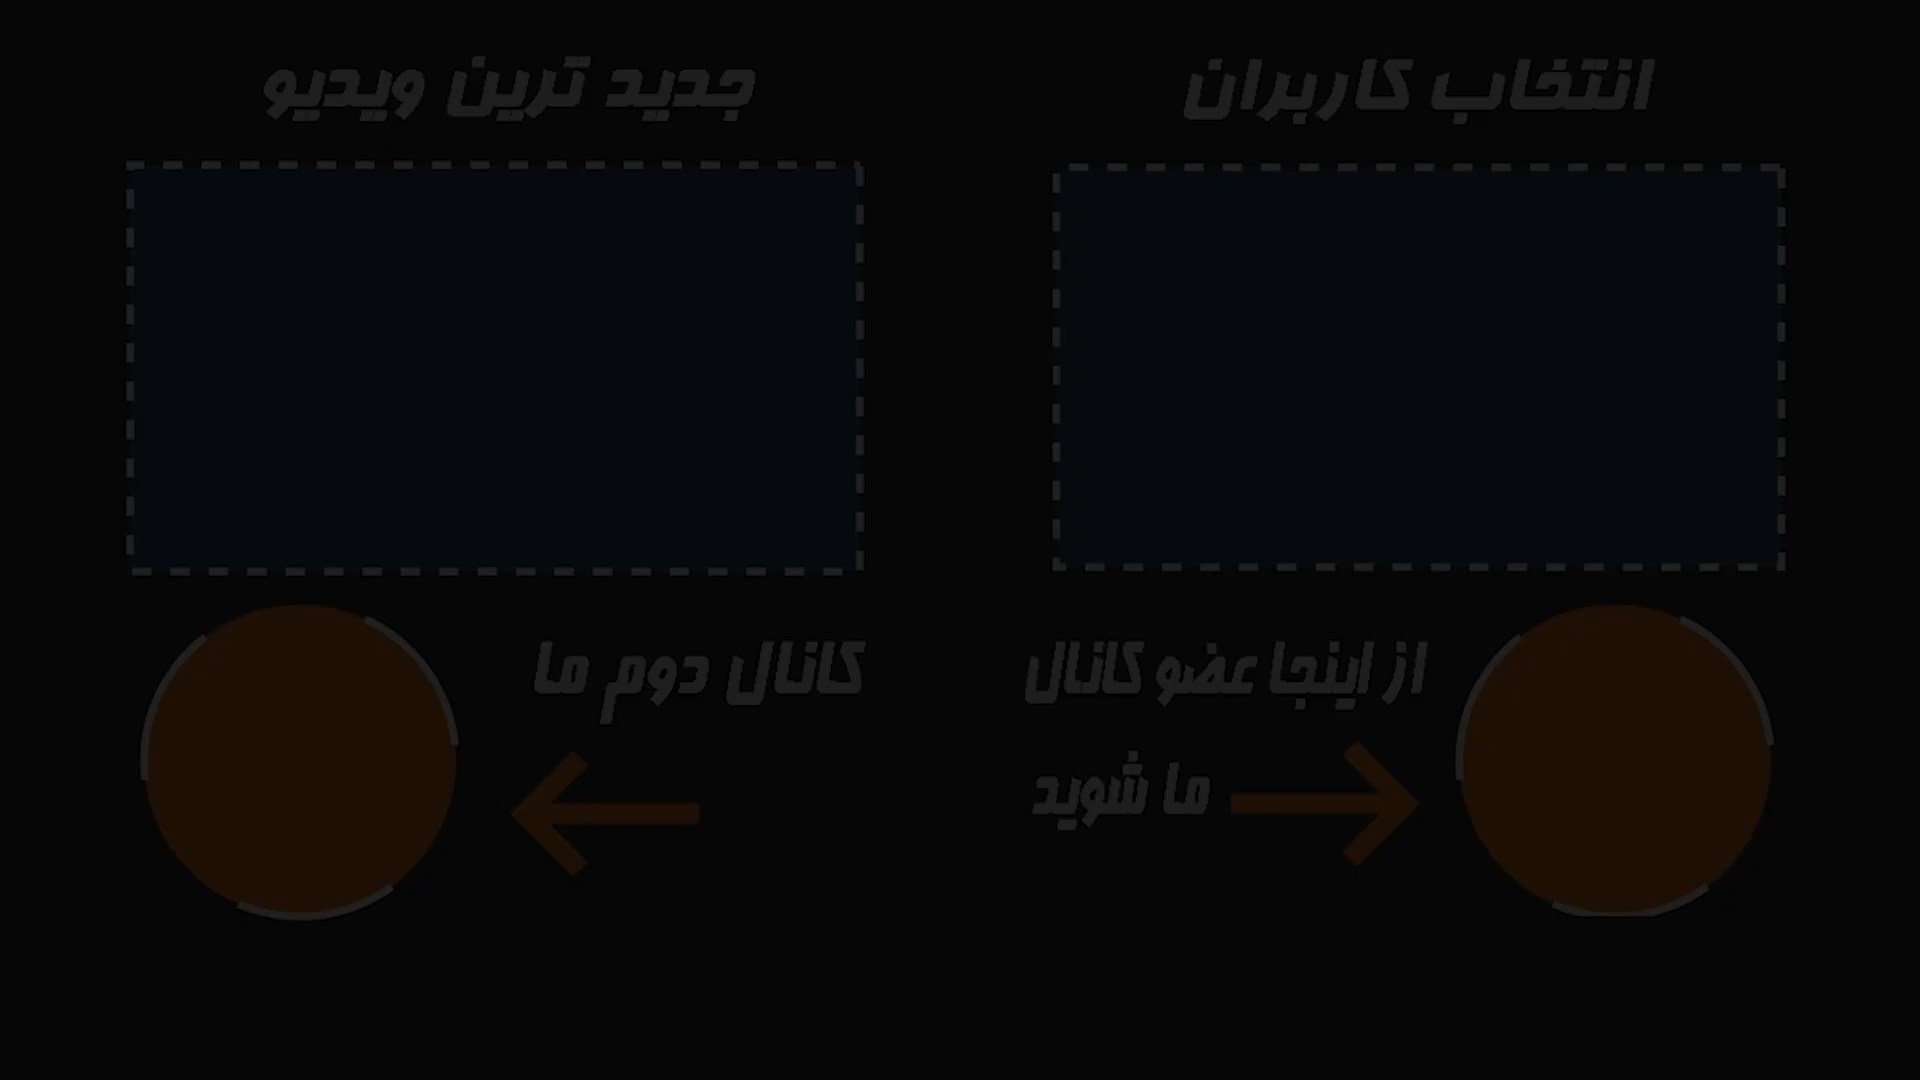 انتخاب کاربران
جدید ترین ویدیو
از اینجا عضو کانال
ما شوید
کانال دوم ما